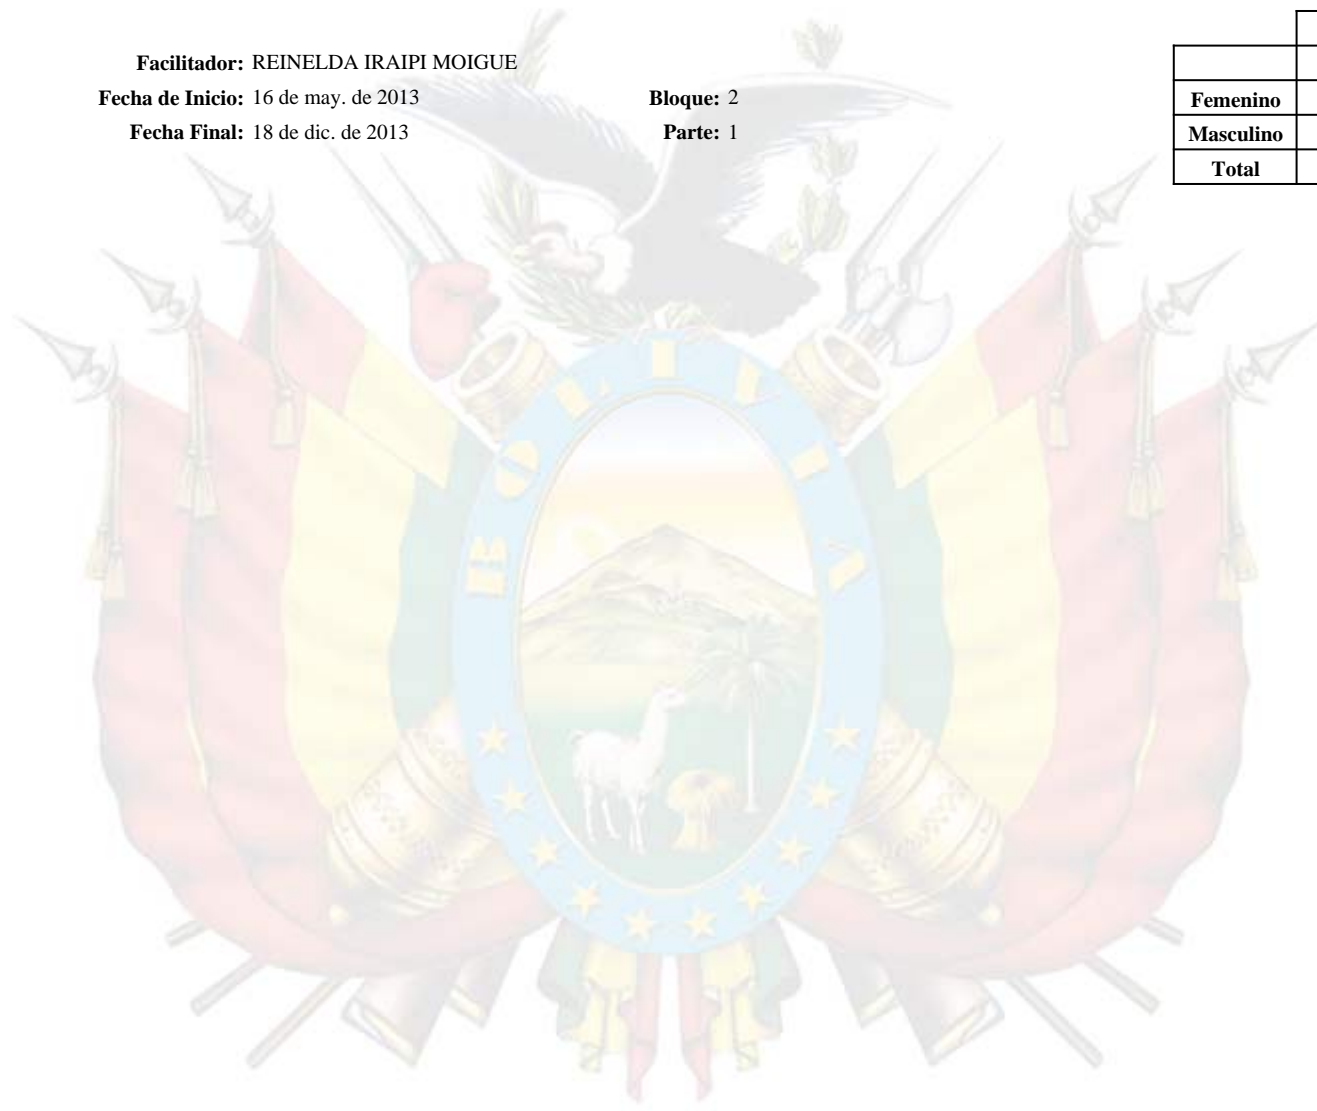 Facilitador: REINELDA IRAIPI MOIGUE
Fecha de Inicio: 16 de may. de 2013 Bloque: 2
Fecha Final: 18 de dic. de 2013 Parte: 1
Femenino
Masculino
Total
BOLIVIA